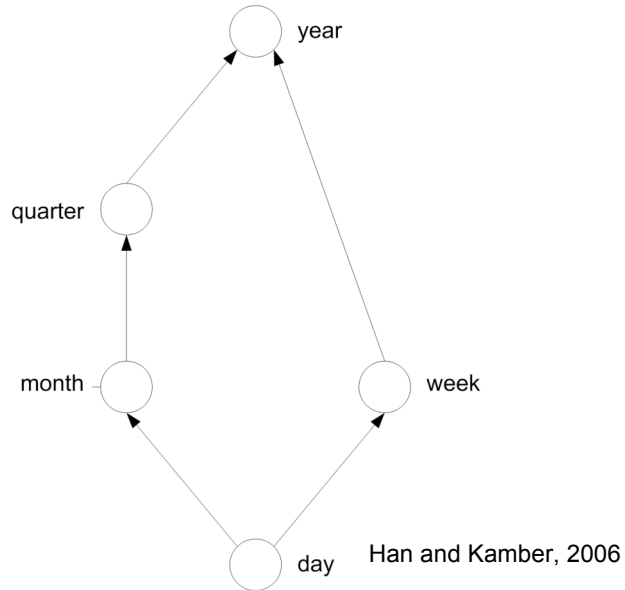 year
quarter
month
week
day
Han and Kamber, 2006